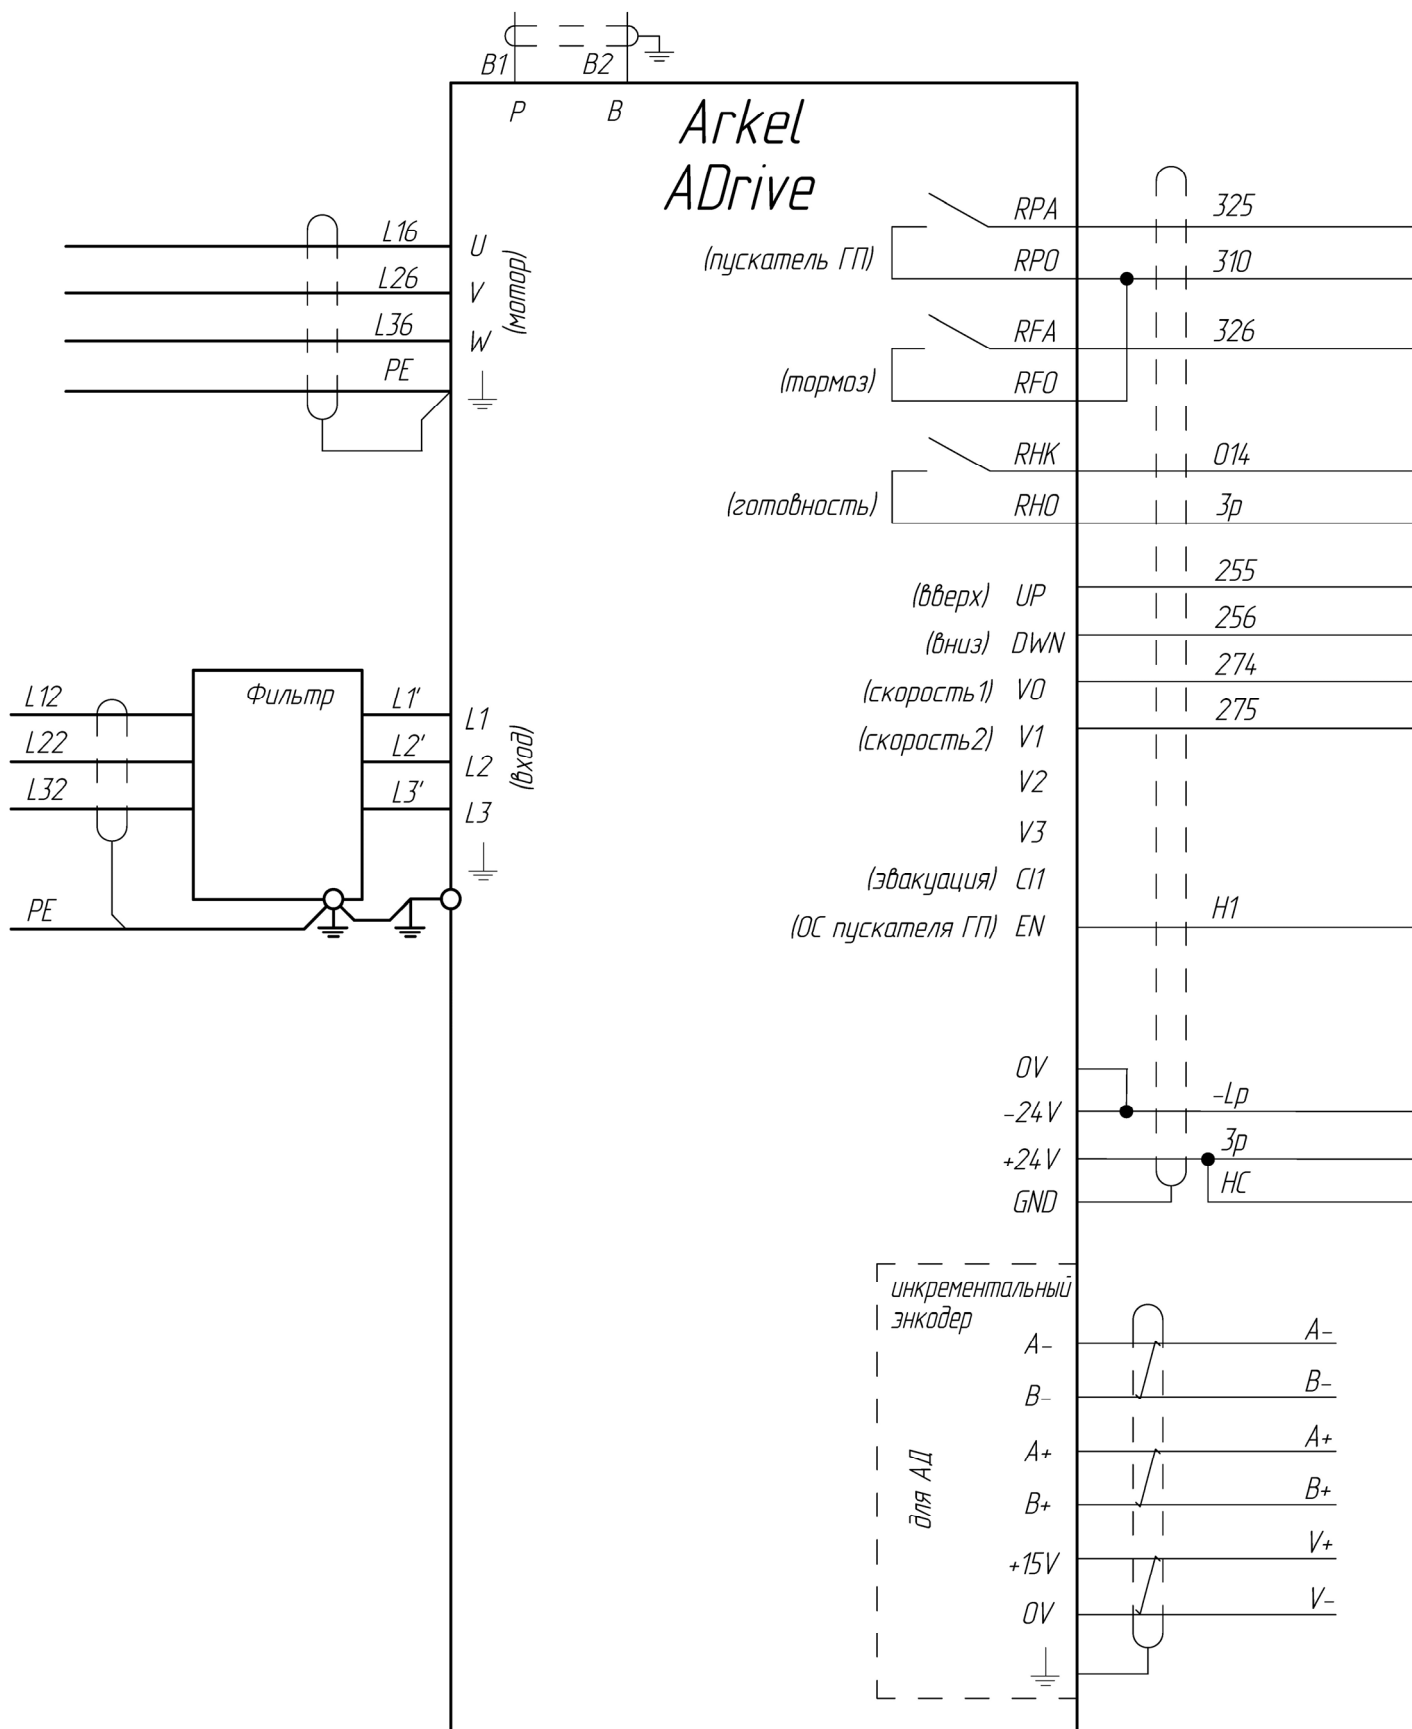 B1
B2
P
B
Arkel
ADrive
L16
U
L26
V
L36
W
PE
(мотор)
RPA
325
(пускатель ГП)
RPO
310
RFA
326
(тормоз)
RFO
RHK
014
(готовность)
RHO
3р
(вверх)
UP
255
(вниз)
DWN
256
(скорость1)
V0
274
(скорость2)
V1
275
V2
V3
(эвакуация)
CI1
(ОС пускателя ГП)
EN
H1
Фильтр
L12
L1'
L1
L22
L2'
L2
L32
L3'
L3
(вход)
PE
0V
-24V
-Lp
+24V
3р
GND
НС
инкрементальный
энкодер
A-
A-
B-
B-
A+
A+
B+
B+
+15V
V+
0V
V-
для АД